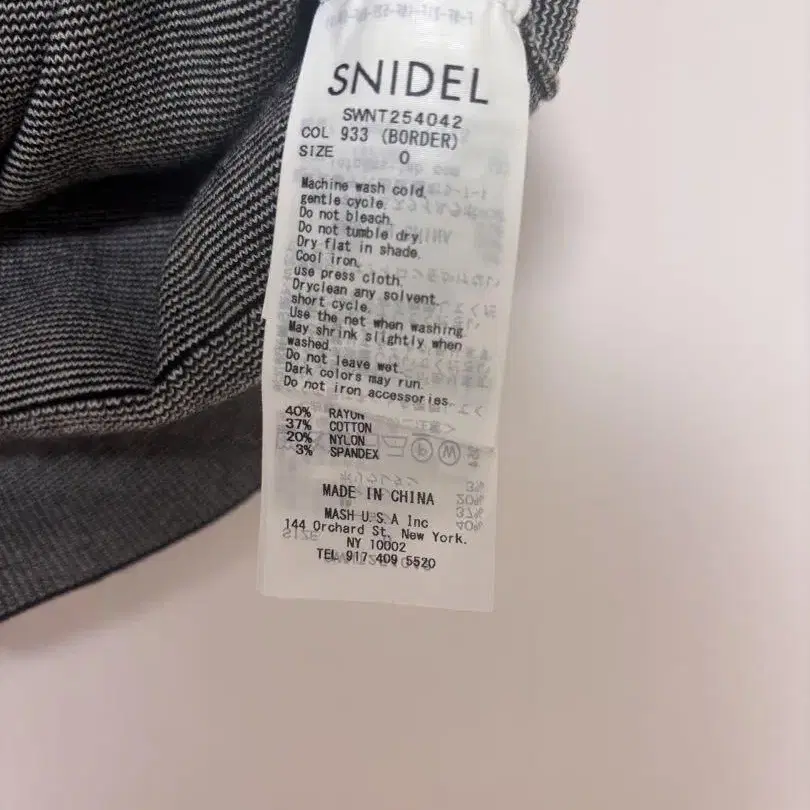 SNIDEL
SWNT254042
COL 933 (BORDER)
SIZE 0
Machine wash cold.
gentle cycle.
Do not bleach.
Do not tumble dry.
Dry flat in shade.
Cool iron.
use press cloth.
Dryclean any solvent.
short cycle.
Use the net when washing.
May shrink slightly when
washed.
Do not leave wet.
Dark colors may run.
Do not iron accessories.
40% RAYON
37% COTTON
20% NYLON
3% SPANDEX
MADE IN CHINA
MASH U.S.A Inc
144 Orchard St, New York.
NY 10002
TEL 917 409 5520